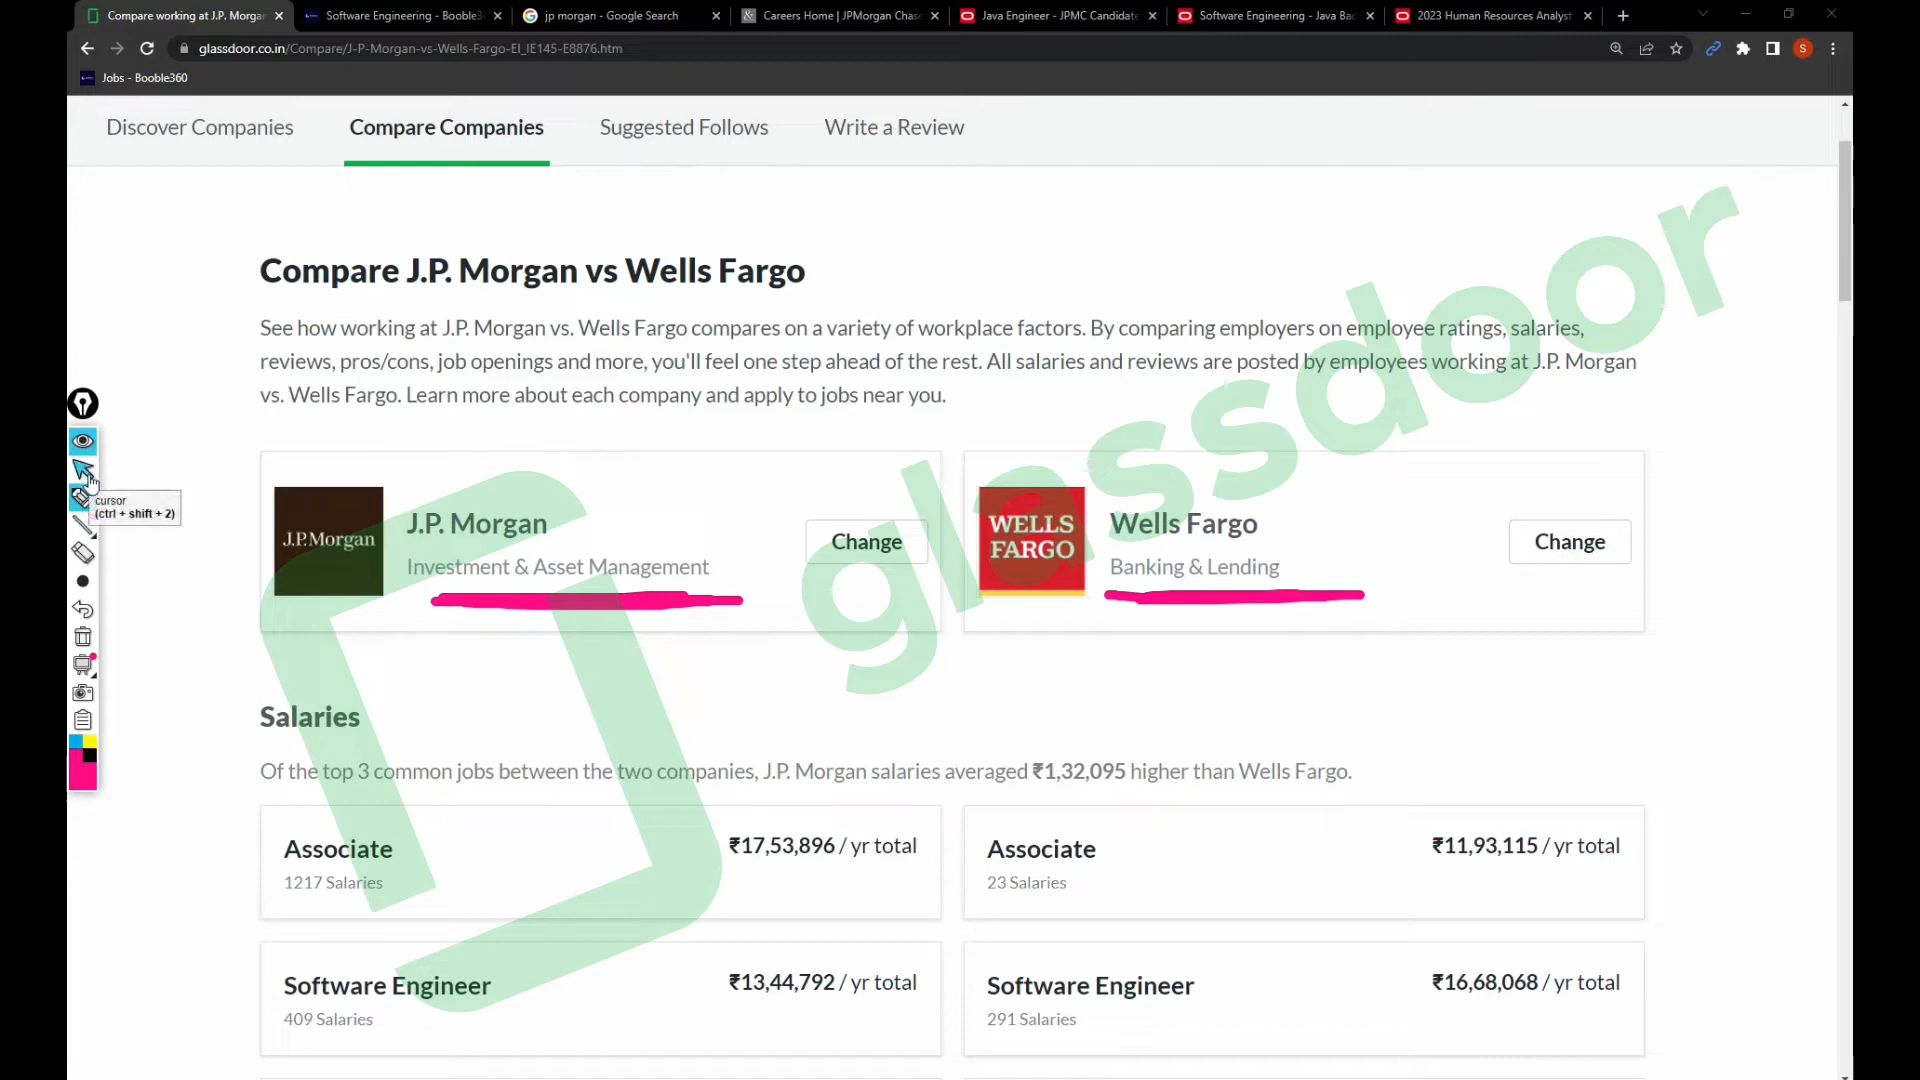 Compare working at J.P. Morgan
Software Engineering - Booble3
jp morgan - Google Search
Careers Home | JPMorgan Chase
Java Engineer - JPMC Candidate
Software Engineering - Java Bac
2023 Human Resources Analyst
glassdoor.co.in/Compare/J-P-Morgan-vs-Wells-Fargo-EI_IE145-E8876.htm
S
Jobs - Booble360
Discover Companies
Compare Companies
Suggested Follows
Write a Review
Compare J.P. Morgan vs Wells Fargo
See how working at J.P. Morgan vs. Wells Fargo compares on a variety of workplace factors. By comparing employers on employee ratings, salaries,
reviews, pros/cons, job openings and more, you'll feel one step ahead of the rest. All salaries and reviews are posted by employees working at J.P. Morgan
vs. Wells Fargo. Learn more about each company and apply to jobs near you.
glassdoor
cursor
(ctrl + shift + 2)
J.P.Morgan
J.P. Morgan
Investment & Asset Management
Change
WELLS
FARGO
Wells Fargo
Banking & Lending
Change
Salaries
Of the top 3 common jobs between the two companies, J.P. Morgan salaries averaged ₹1,32,095 higher than Wells Fargo.
Associate
₹17,53,896 / yr total
1217 Salaries
Associate
₹11,93,115 / yr total
23 Salaries
Software Engineer
₹13,44,792 / yr total
409 Salaries
Software Engineer
₹16,68,068 / yr total
291 Salaries